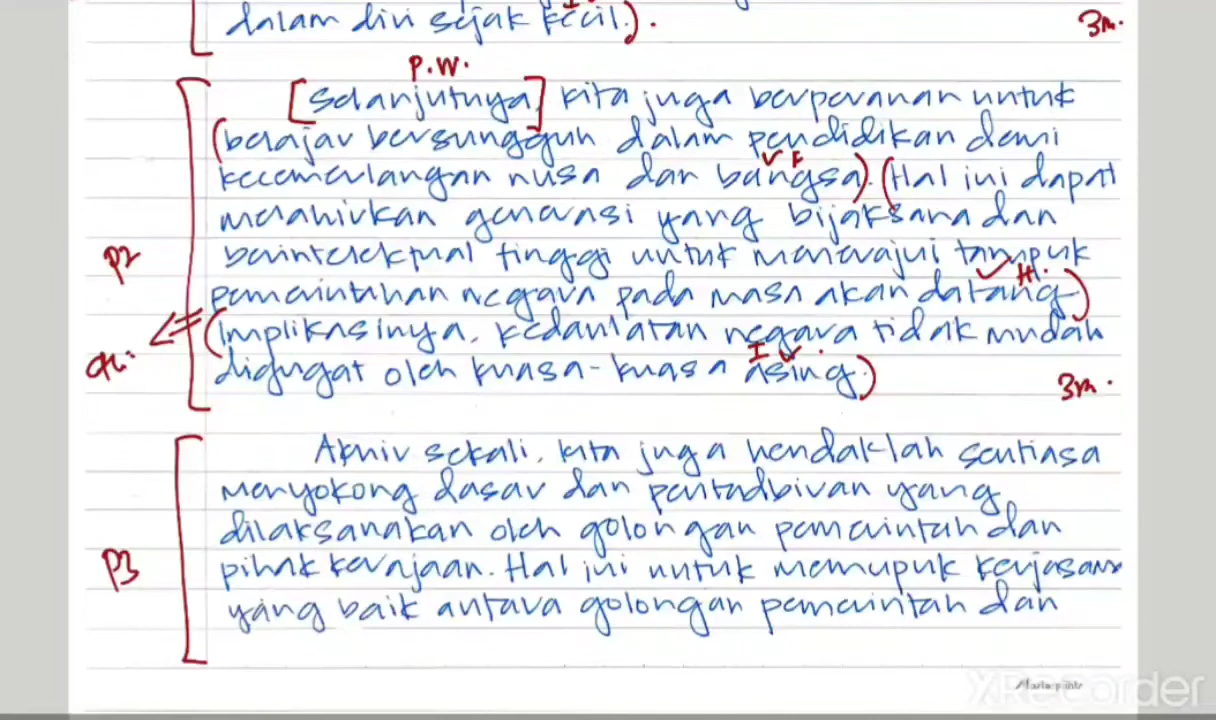 dalam diri sejak kecil.).
3m.
P.W.
[Selanjutnya] kita juga berperanan untuk
(belajar bersungguh dalam pendidikan demi
kecemerlangan nusa dan bangsa). (Hal ini dapat
melahirkan generasi yang bijaksana dan
berintelektual tinggi untuk menerajui tampuk
P2
pemerintahan negara pada masa akan datang)
(Implikasinya, kedaulatan negara tidak mudah
digugat oleh kuasa-kuasa asing.)
3m.
Akhir sekali, kita juga hendaklah sentiasa
menyokong dasar dan pentadbiran yang
dilaksanakan oleh golongan pemerintah dan
P3
pihak kerajaan. Hal ini untuk memupuk kerjasama
yang baik antara golongan pemerintah dan
Masterprints
XRecorder